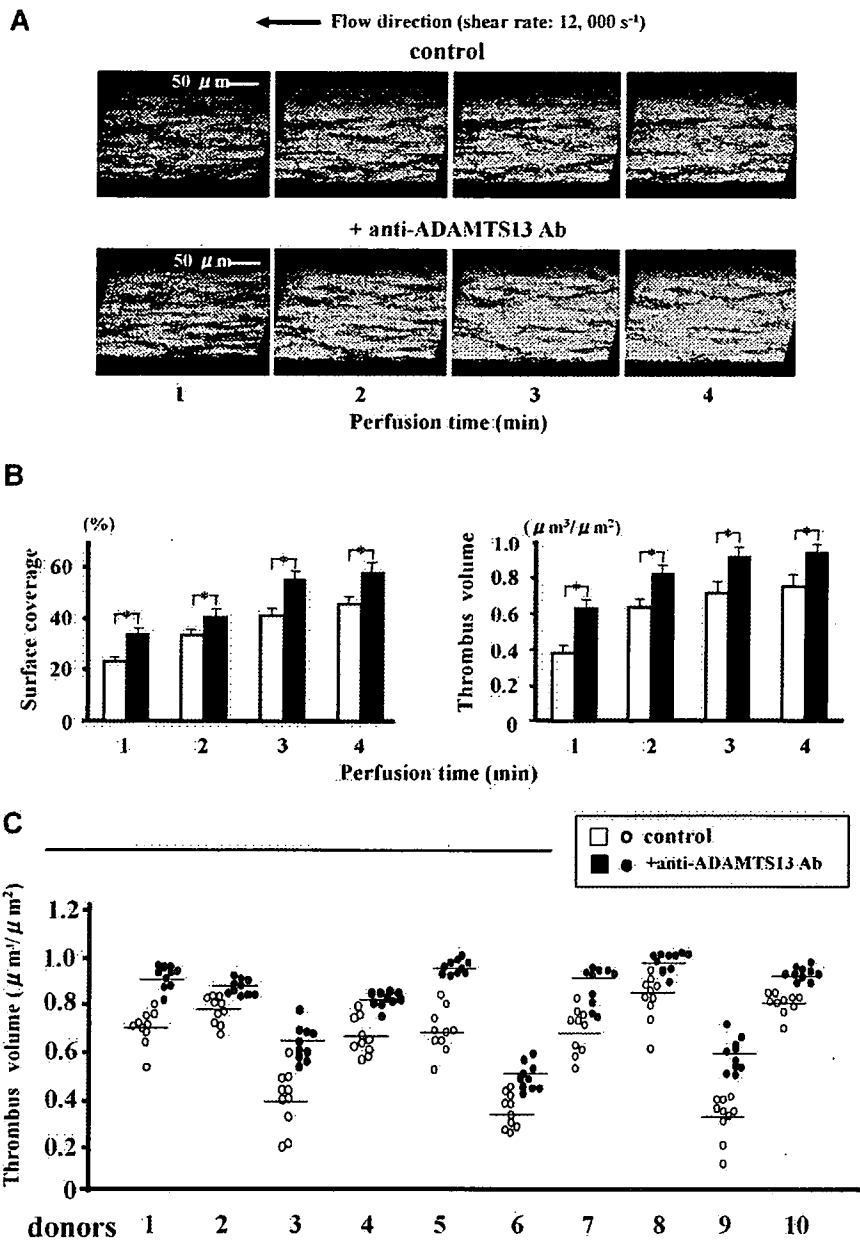 A
Flow direction (shear rate: 12, 000 s⁻¹)
control
50 μm
+ anti-ADAMTS13 Ab
50 μm
1 2 3 4
Perfusion time (min)
B
(%)
Surface coverage
60
40
20
0
1 2 3 4
* * * *
(μm³/μm²)
Thrombus volume
1.0
0.8
0.6
0.4
0.2
0
1 2 3 4
* * * *
Perfusion time (min)
C
control
+anti-ADAMTS13 Ab
Thrombus volume (μm³/μm²)
1.2
1.0
0.8
0.6
0.4
0.2
0
donors 1 2 3 4 5 6 7 8 9 10